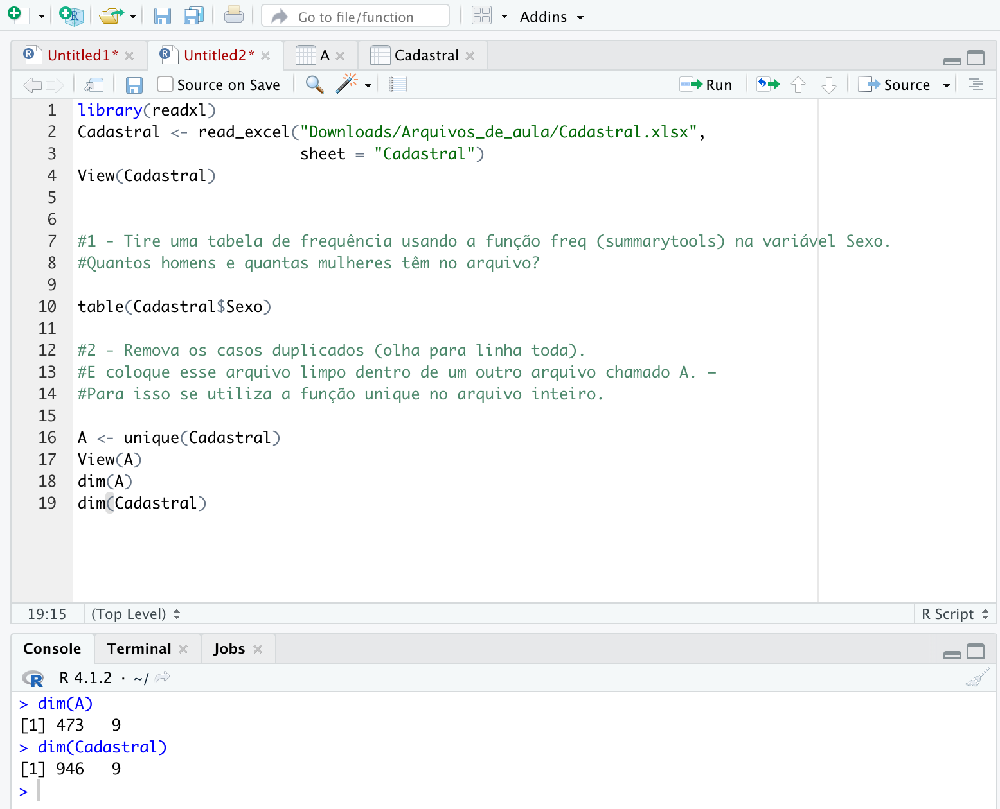 Go to file/function
Addins
Untitled1*
Untitled2*
A
Cadastral
Source on Save
Run
Source
1 library(readxl)
2 Cadastral <- read_excel("Downloads/Arquivos_de_aula/Cadastral.xlsx",
3 sheet = "Cadastral")
4 View(Cadastral)
5
6
7 #1 - Tire uma tabela de frequência usando a função freq (summarytools) na variável Sexo.
8 #Quantos homens e quantas mulheres têm no arquivo?
9
10 table(Cadastral$Sexo)
11
12 #2 - Remova os casos duplicados (olha para linha toda).
13 #E coloque esse arquivo limpo dentro de um outro arquivo chamado A. –
14 #Para isso se utiliza a função unique no arquivo inteiro.
15
16 A <- unique(Cadastral)
17 View(A)
18 dim(A)
19 dim(Cadastral)
19:15 (Top Level) R Script
Console Terminal Jobs
R R 4.1.2 · ~/
> dim(A)
[1] 473 9
> dim(Cadastral)
[1] 946 9
>